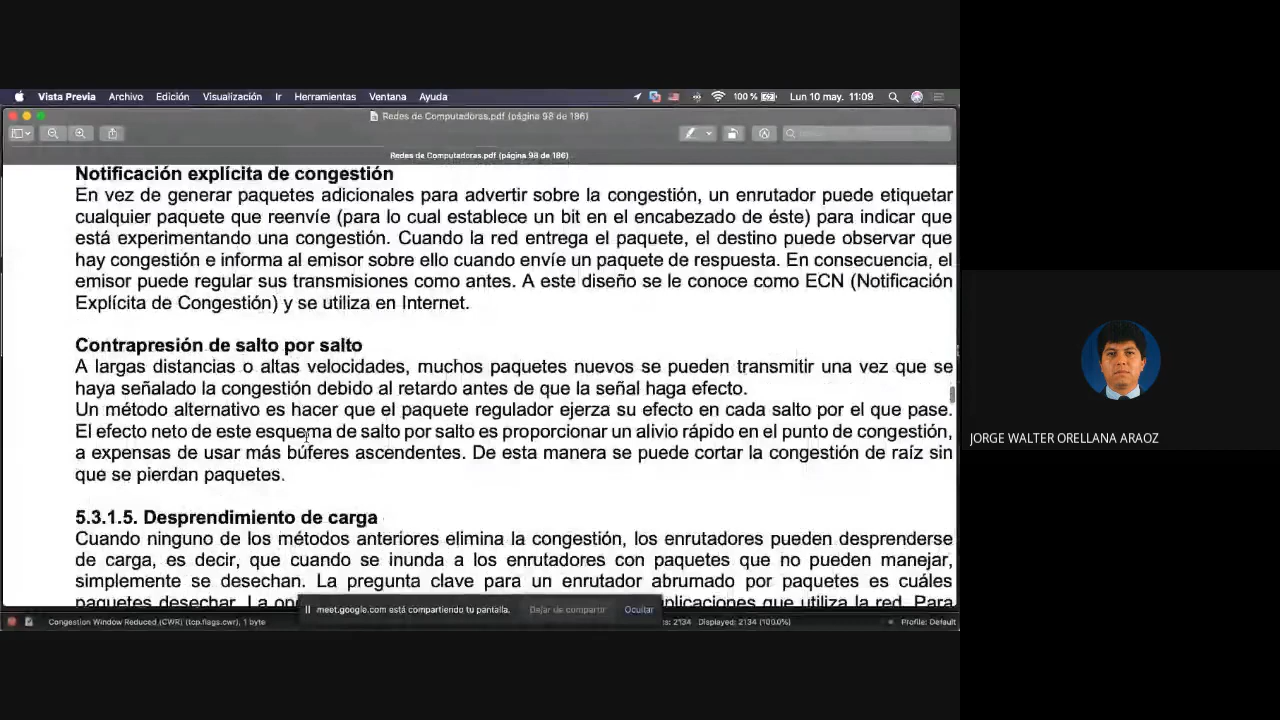 Vista Previa Archivo Edición Visualización Ir Herramientas Ventana Ayuda 100 % Lun 10 may. 11:09
Redes de Computadoras.pdf (página 98 de 186)
Redes de Computadoras.pdf (página 98 de 186)
Notificación explícita de congestión
En vez de generar paquetes adicionales para advertir sobre la congestión, un enrutador puede etiquetar
cualquier paquete que reenvíe (para lo cual establece un bit en el encabezado de éste) para indicar que
está experimentando una congestión. Cuando la red entrega el paquete, el destino puede observar que
hay congestión e informa al emisor sobre ello cuando envíe un paquete de respuesta. En consecuencia, el
emisor puede regular sus transmisiones como antes. A este diseño se le conoce como ECN (Notificación
Explícita de Congestión) y se utiliza en Internet.
Contrapresión de salto por salto
A largas distancias o altas velocidades, muchos paquetes nuevos se pueden transmitir una vez que se
haya señalado la congestión debido al retardo antes de que la señal haga efecto.
Un método alternativo es hacer que el paquete regulador ejerza su efecto en cada salto por el que pase.
El efecto neto de este esquema de salto por salto es proporcionar un alivio rápido en el punto de congestión,
a expensas de usar más búferes ascendentes. De esta manera se puede cortar la congestión de raíz sin
que se pierdan paquetes.
JORGE WALTER ORELLANA ARAOZ
5.3.1.5. Desprendimiento de carga
Cuando ninguno de los métodos anteriores elimina la congestión, los enrutadores pueden desprenderse
de carga, es decir, que cuando se inunda a los enrutadores con paquetes que no pueden manejar,
simplemente se desechan. La pregunta clave para un enrutador abrumado por paquetes es cuáles
paquetes desechar. La que utiliza la red. Para
meet.google.com está compartiendo tu pantalla. Dejar de compartir Ocultar
Congestion Window Reduced (CWR) (tcp.flags.cwr), 1 byte 2134 Displayed: 2134 (100.0%) Profile: Default